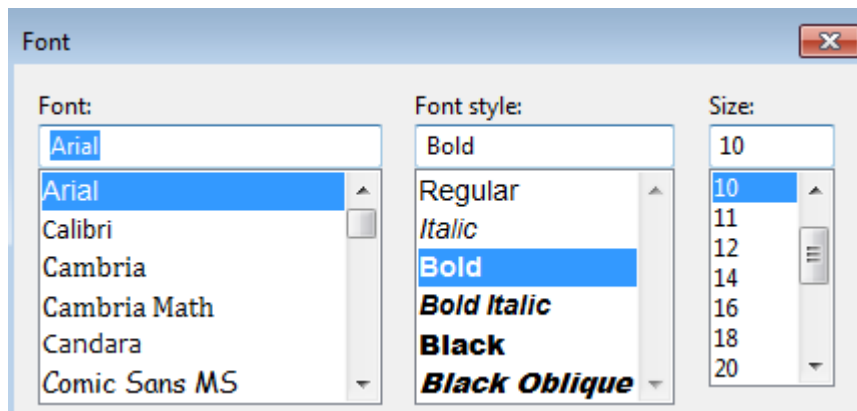 Font
Font:
Font style:
Size:
Arial
Bold
10
Arial
Calibri
Cambria
Cambria Math
Candara
Comic Sans MS
Regular
Italic
Bold
Bold Italic
Black
Black Oblique
10
11
12
14
16
18
20